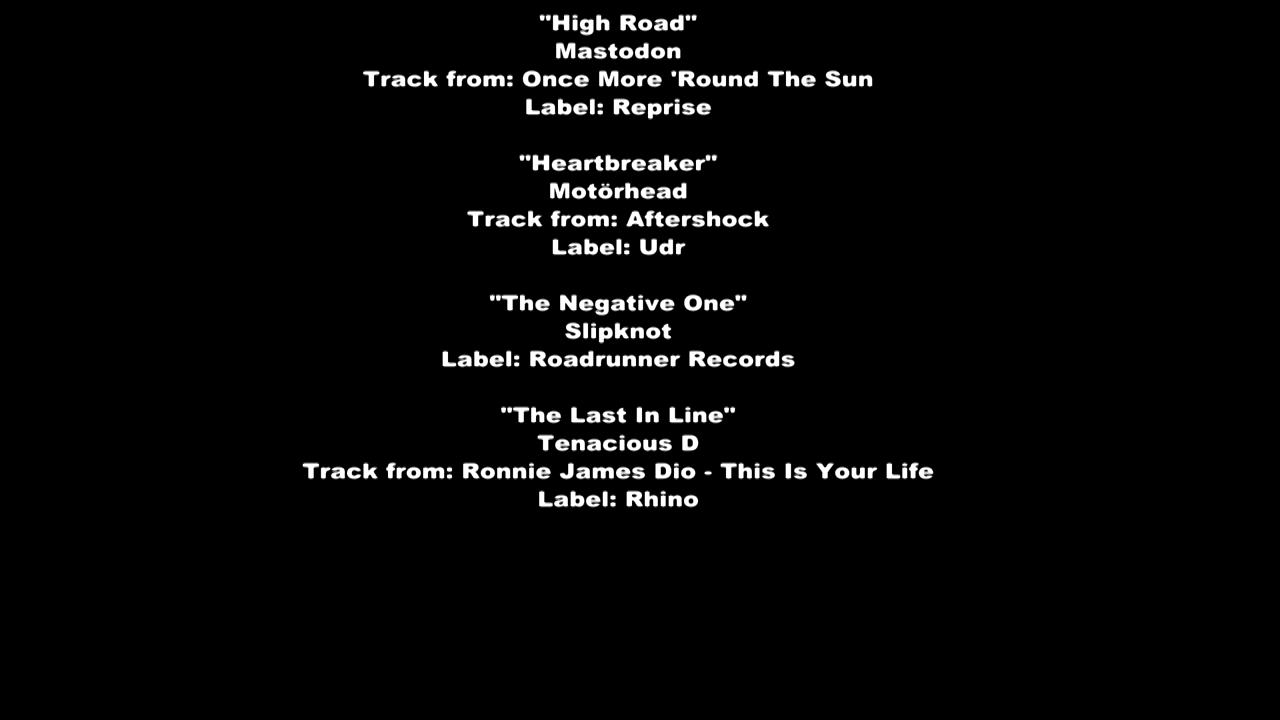 "High Road"
Mastodon
Track from: Once More 'Round The Sun
Label: Reprise
"Heartbreaker"
Motörhead
Track from: Aftershock
Label: Udr
"The Negative One"
Slipknot
Label: Roadrunner Records
"The Last In Line"
Tenacious D
Track from: Ronnie James Dio - This Is Your Life
Label: Rhino